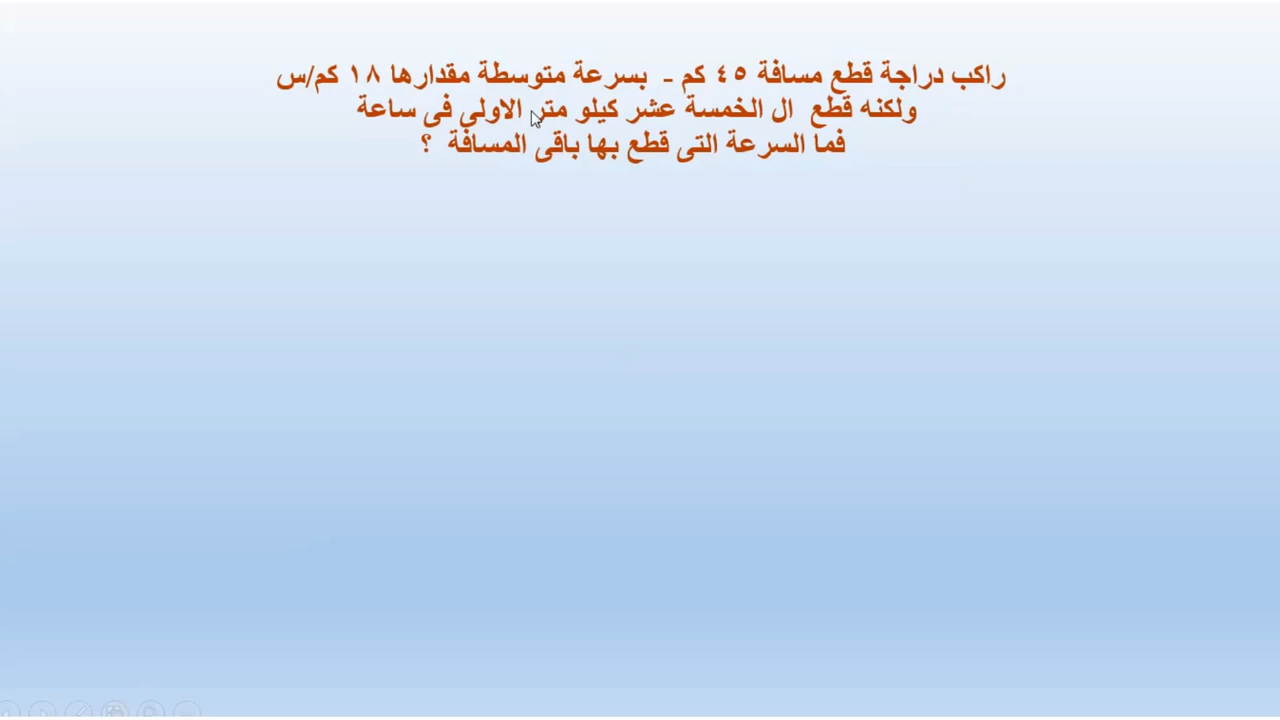 راكب دراجة قطع مسافة ٤٥ كم - بسرعة متوسطة مقدارها ١٨ كم/س
ولكنه قطع ال الخمسة عشر كيلو متر الاولى فى ساعة
فما السرعة التى قطع بها باقى المسافة ؟